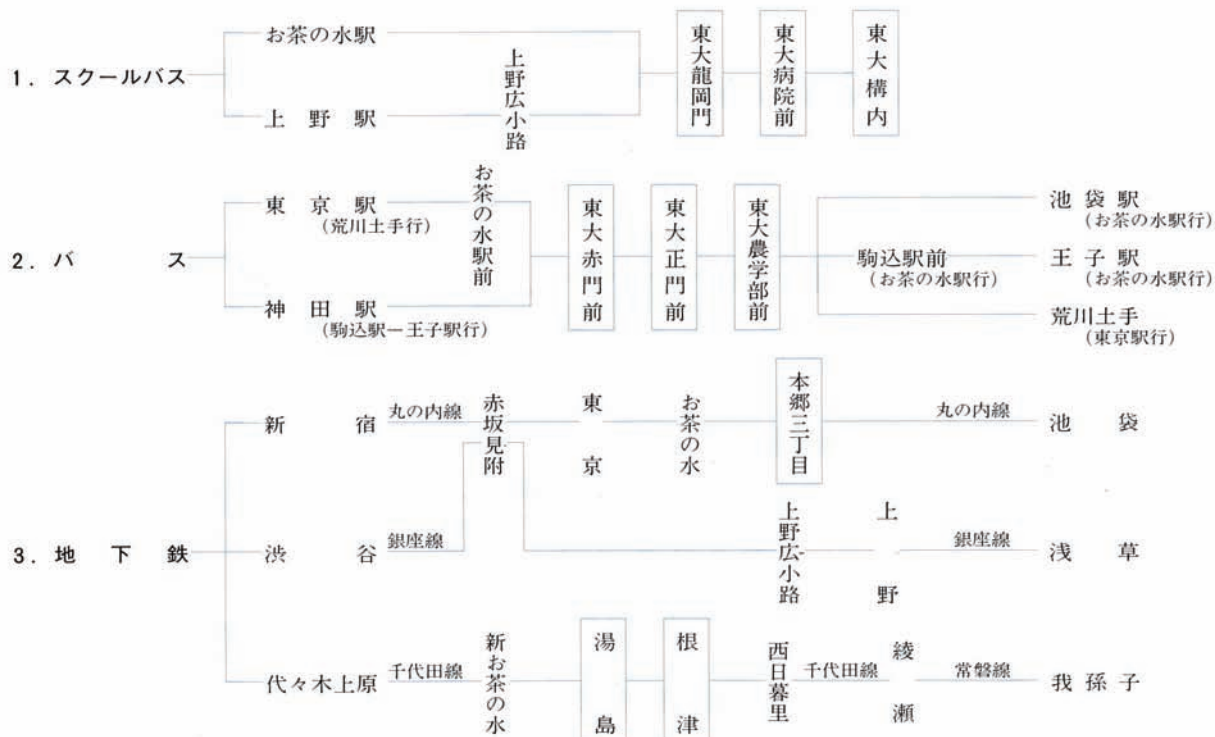 1. スクールバス
お茶の水駅
上野駅
上野広小路
東大龍岡門
東大病院前
東大構内
2. バス
東京駅
(荒川土手行)
神田駅
(駒込駅－王子駅行)
お茶の水駅前
東大赤門前
東大正門前
東大農学部前
駒込駅前
(お茶の水駅行)
池袋駅
(お茶の水駅行)
王子駅
(お茶の水駅行)
荒川土手
(東京駅行)
3. 地下鉄
新宿
丸の内線
赤坂見附
東京
お茶の水
本郷三丁目
丸の内線
池袋
渋谷
銀座線
上野広小路
上野
銀座線
浅草
代々木上原
千代田線
新お茶の水
湯島
根津
西日暮里
千代田線
綾瀬
常磐線
我孫子